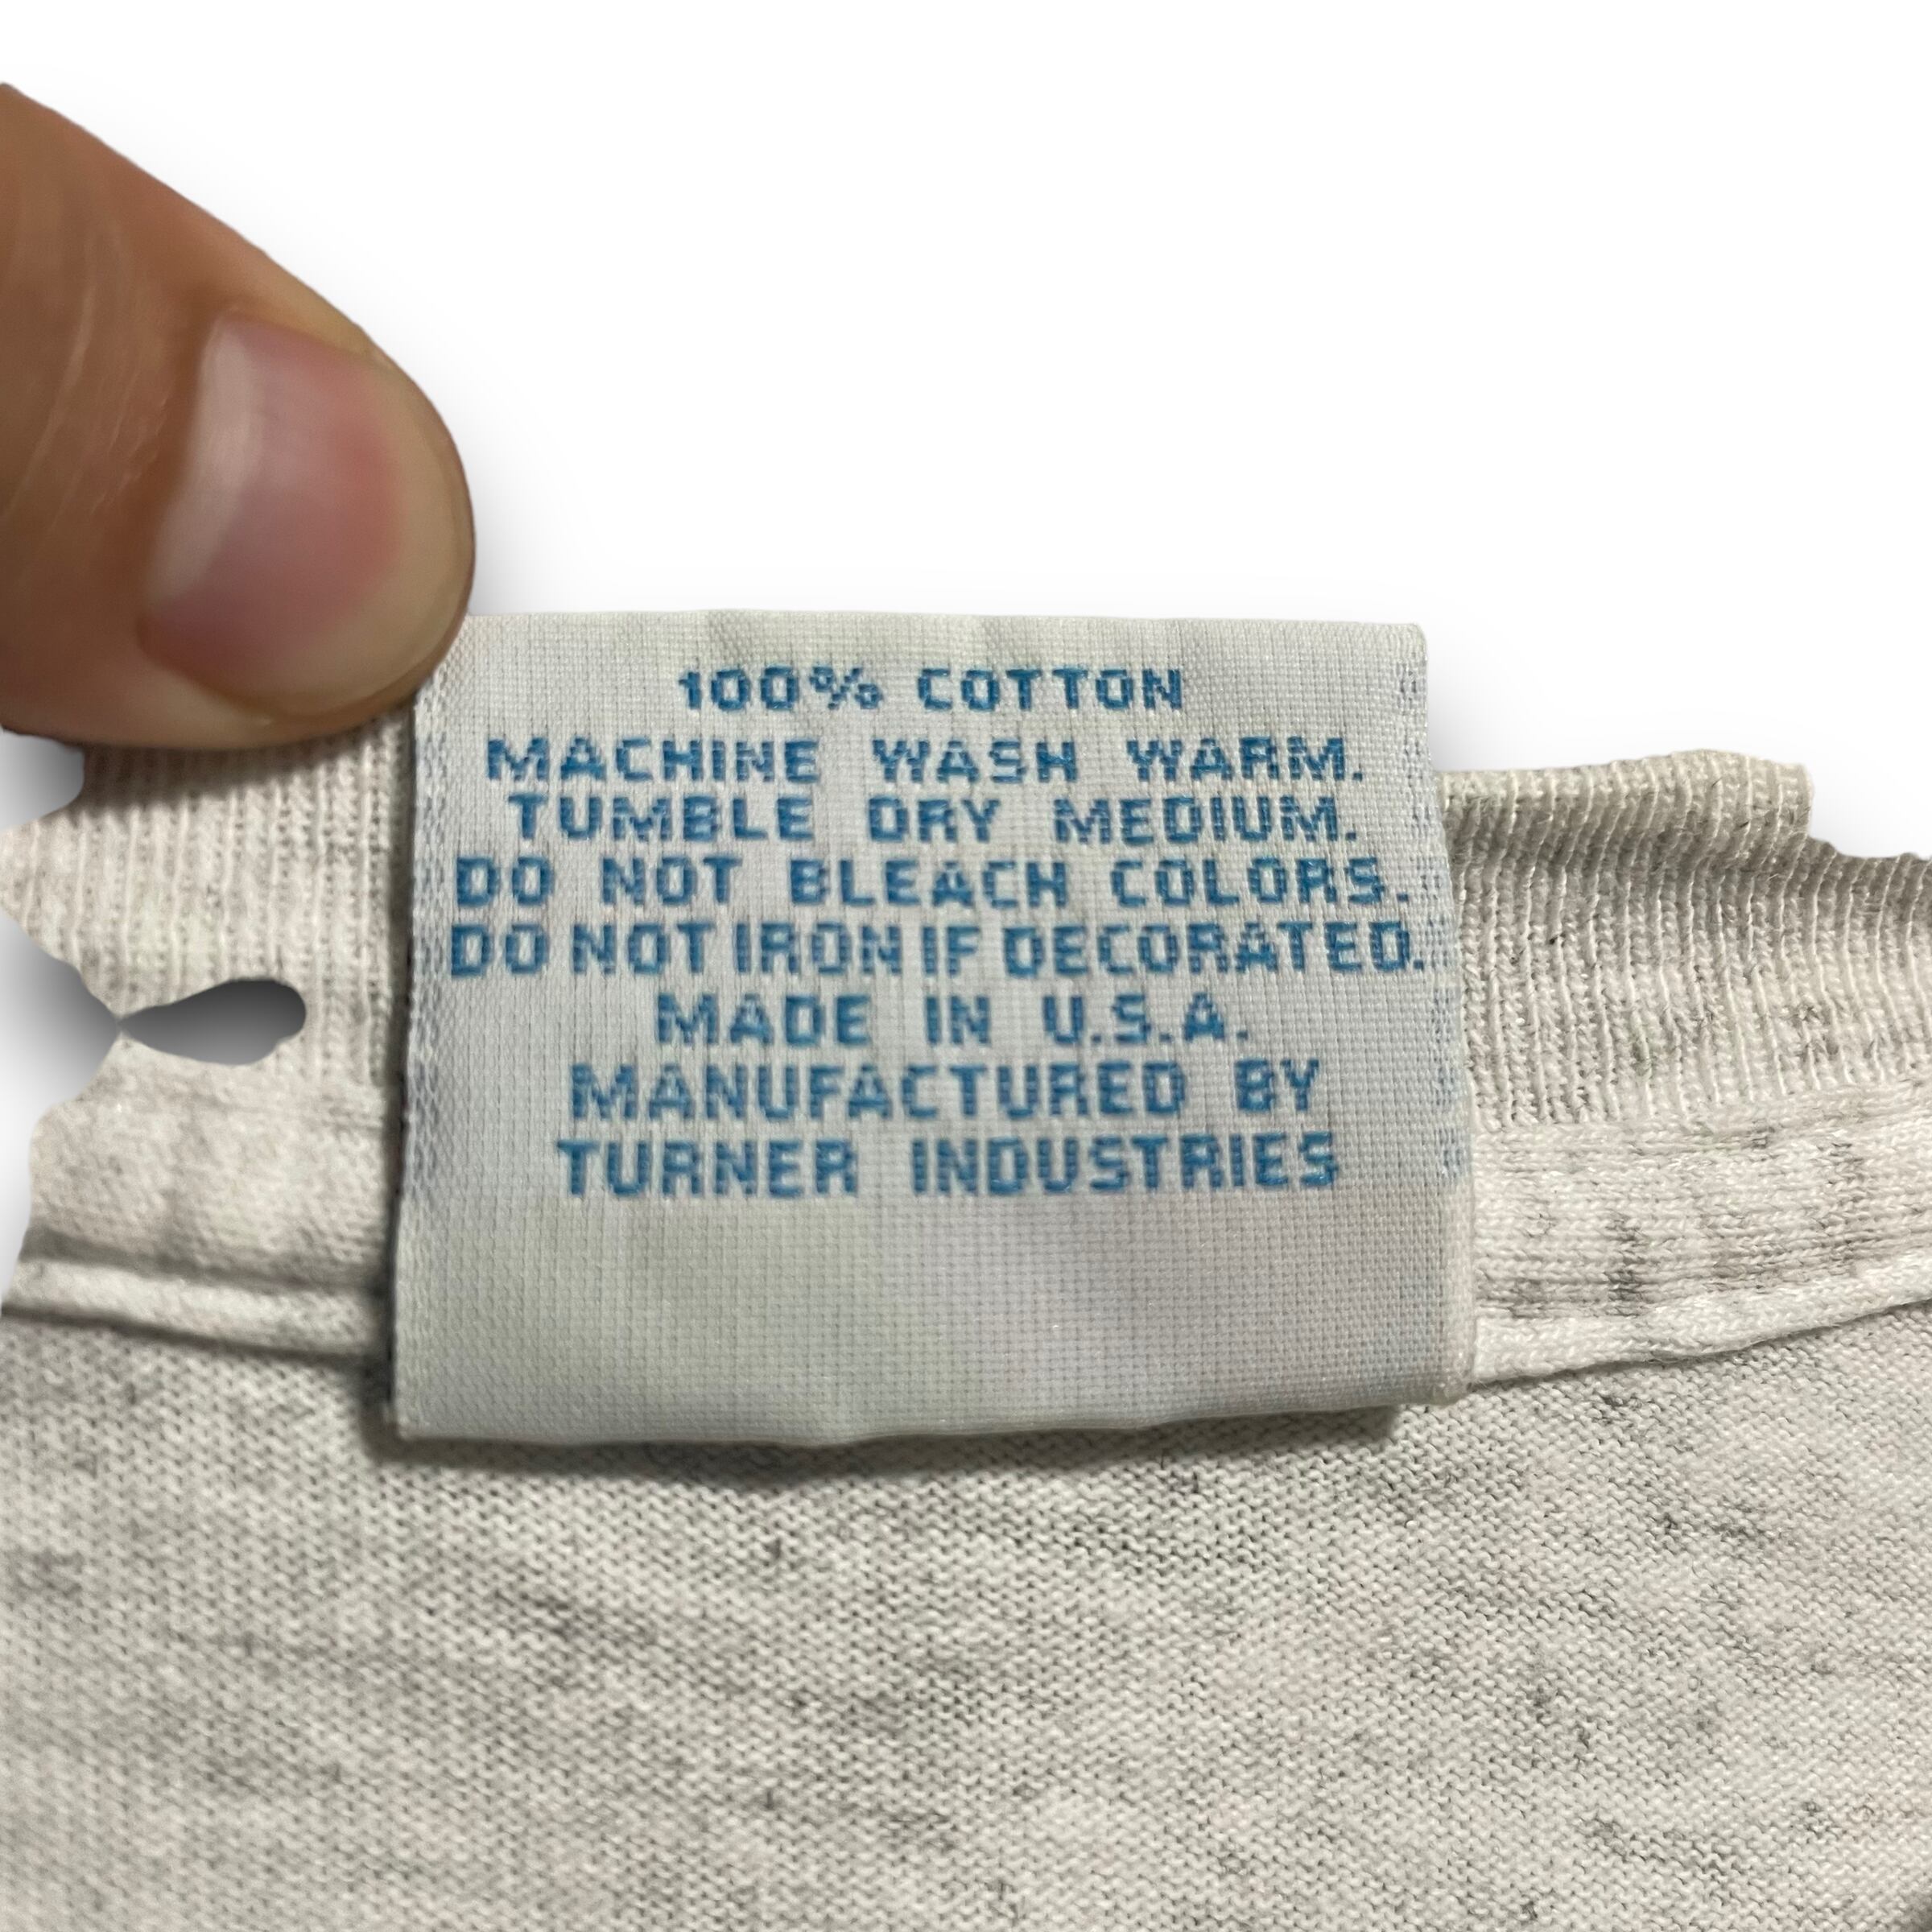 100% COTTON
MACHINE WASH WARM.
TUMBLE DRY MEDIUM.
DO NOT BLEACH COLORS.
DO NOT IRON IF DECORATED.
MADE IN U.S.A.
MANUFACTURED BY
TURNER INDUSTRIES